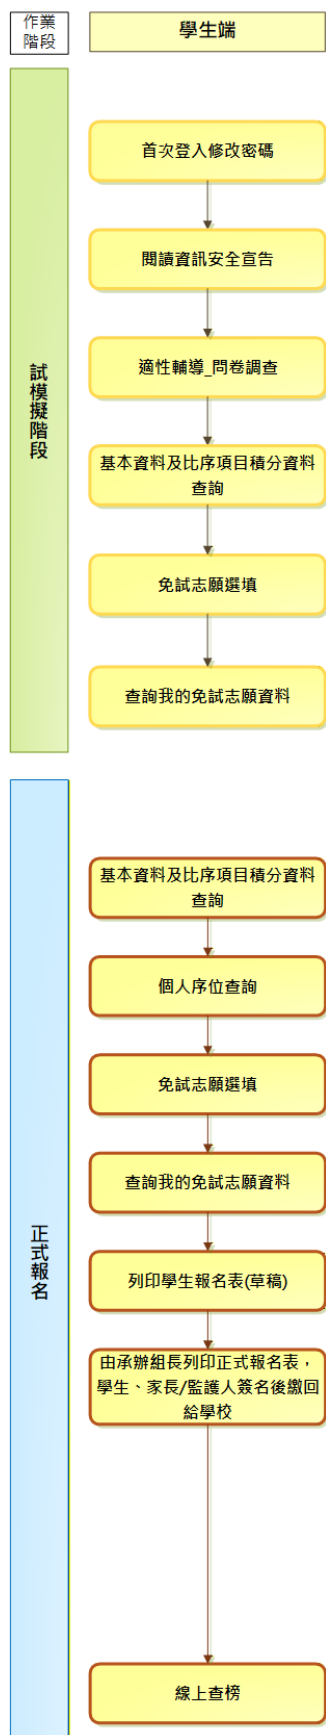 作業
階段
學生端
試模擬階段
首次登入修改密碼
閱讀資訊安全宣告
適性輔導_問卷調查
基本資料及比序項目積分資料
查詢
免試志願選填
查詢我的免試志願資料
正式報名
基本資料及比序項目積分資料
查詢
個人序位查詢
免試志願選填
查詢我的免試志願資料
列印學生報名表(草稿)
由承辦組長列印正式報名表，
學生、家長/監護人簽名後繳回
給學校
線上查榜